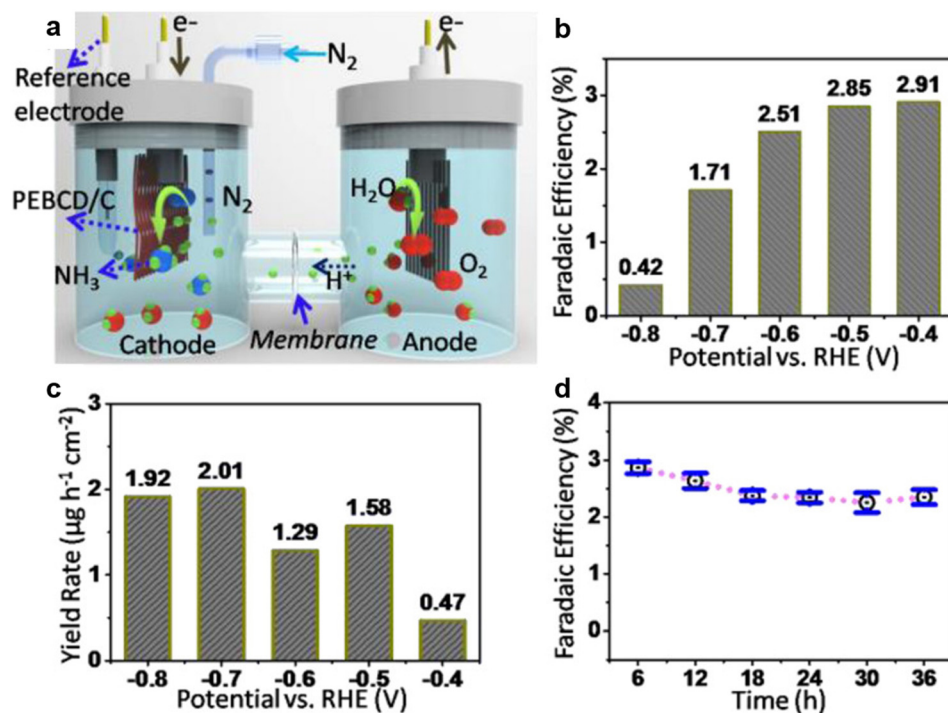 a
e-
e-
N₂
Reference
electrode
PEBCD/C
N₂
NH₃
H₂O
O₂
H⁺
Cathode
Membrane
Anode
b
Faradaic Efficiency (%)
3
2
1
0
0.42
1.71
2.51
2.85
2.91
-0.8
-0.7
-0.6
-0.5
-0.4
Potential vs. RHE (V)
c
Yield Rate (μg h⁻¹ cm⁻²)
3
2
1
0
1.92
2.01
1.29
1.58
0.47
-0.8
-0.7
-0.6
-0.5
-0.4
Potential vs. RHE (V)
d
Faradaic Efficiency (%)
4
3
2
1
0
6
12
18
24
30
36
Time (h)